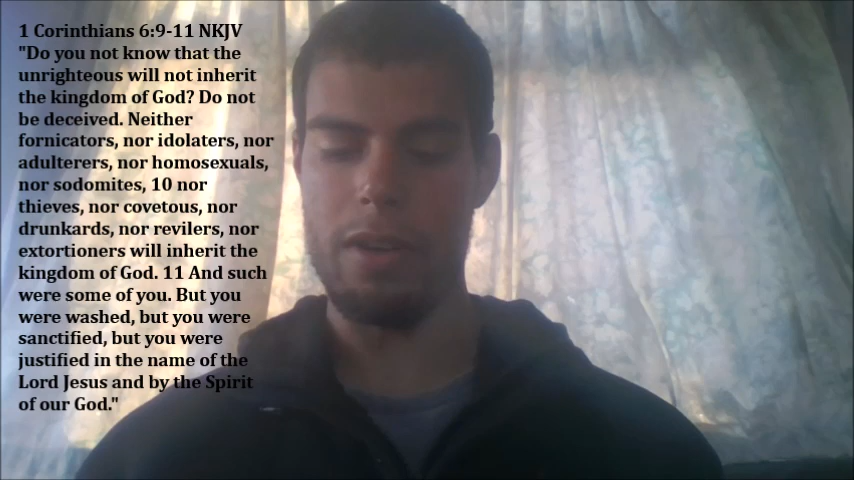 1 Corinthians 6:9-11 NKJV
"Do you not know that the
unrighteous will not inherit
the kingdom of God? Do not
be deceived. Neither
fornicators, nor idolaters, nor
adulterers, nor homosexuals,
nor sodomites, 10 nor
thieves, nor covetous, nor
drunkards, nor revilers, nor
extortioners will inherit the
kingdom of God. 11 And such
were some of you. But you
were washed, but you were
sanctified, but you were
justified in the name of the
Lord Jesus and by the Spirit
of our God."